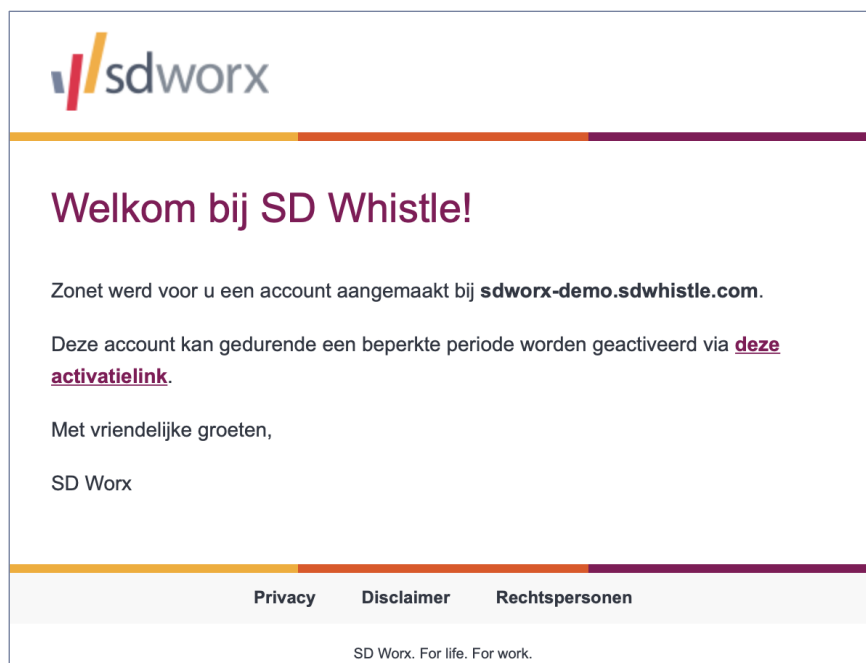 sdworx
Welkom bij SD Whistle!
Zonet werd voor u een account aangemaakt bij sdworx-demo.sdwhistle.com.
Deze account kan gedurende een beperkte periode worden geactiveerd via deze
activatielink.
Met vriendelijke groeten,
SD Worx
Privacy Disclaimer Rechtspersonen
SD Worx. For life. For work.